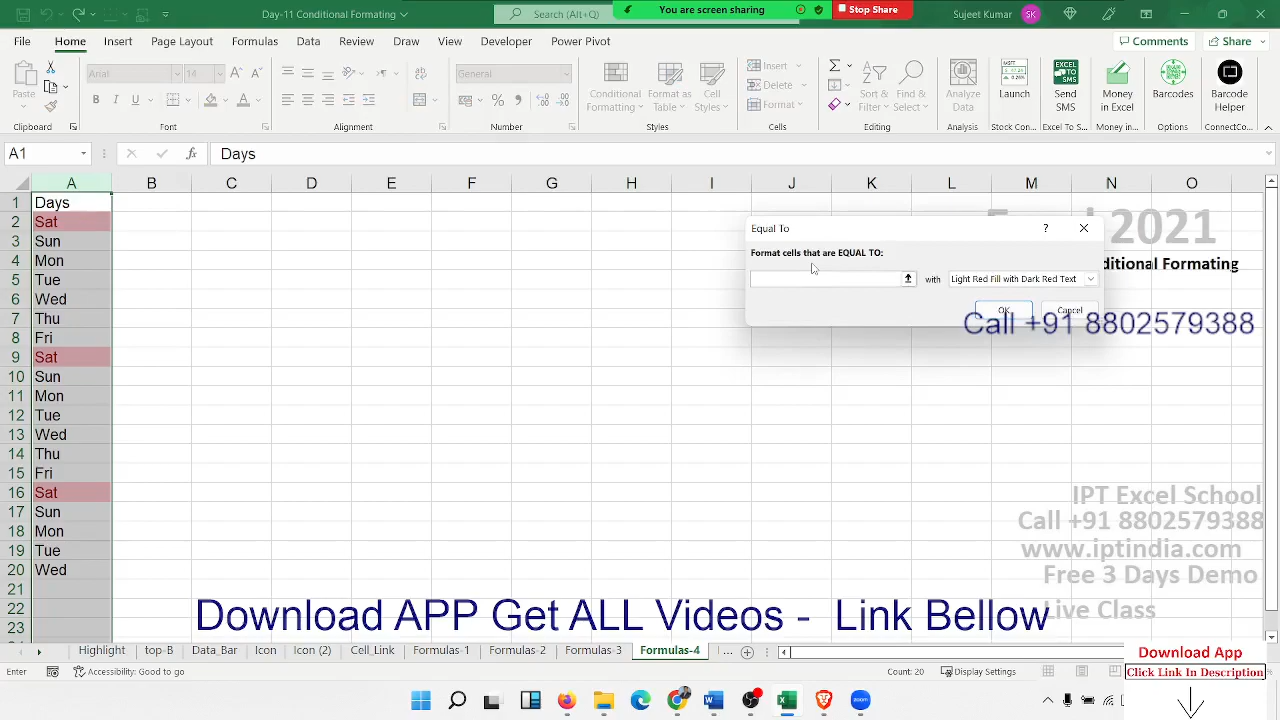 Day-11 Conditional Formatting
Search (Alt+Q)
You are screen sharing
Stop Share
Sujeet Kumar
SK
File Home Insert Page Layout Formulas Data Review View Developer Help Draw Power Pivot
Comments
Share
Paste
Clipboard
Arial
14
B I U
Font
Alignment
General
Number
Conditional Formatting
Format as Table
Cell Styles
Styles
Insert
Delete
Format
Cells
Sort & Filter
Find & Select
Editing
Analyze Data
Analysis
Launch
Send SMS
Money in Excel
Barcodes
Barcode Helper
A1
fx
Days
A B C D E F G H I J K L M N O
1 Days
2 Sat
3 Sun
4 Mon
5 Tue
6 Wed
7 Thu
8 Fri
9 Sat
10 Sun
11 Mon
12 Tue
13 Wed
14 Thu
15 Fri
16 Sat
17 Sun
18 Mon
19 Tue
20 Wed
21
22
23
2021
ditional Formating
Equal To
?
Format cells that are EQUAL TO:
with
Light Red Fill with Dark Red Text
OK
Cancel
Call +91 8802579388
IPT Excel School
Call +91 8802579388
www.iptindia.com
Free 3 Days Demo
Live Class
Download APP Get ALL Videos - Link Bellow
Highlight top-B Data_Bar Icon Icon (2) Cell_Link Formulas-1 Formulas-2 Formulas-3 Formulas-4
Download App
Click Link In Description
Enter
Accessibility: Good to go
Count: 20
Display Settings
zoom